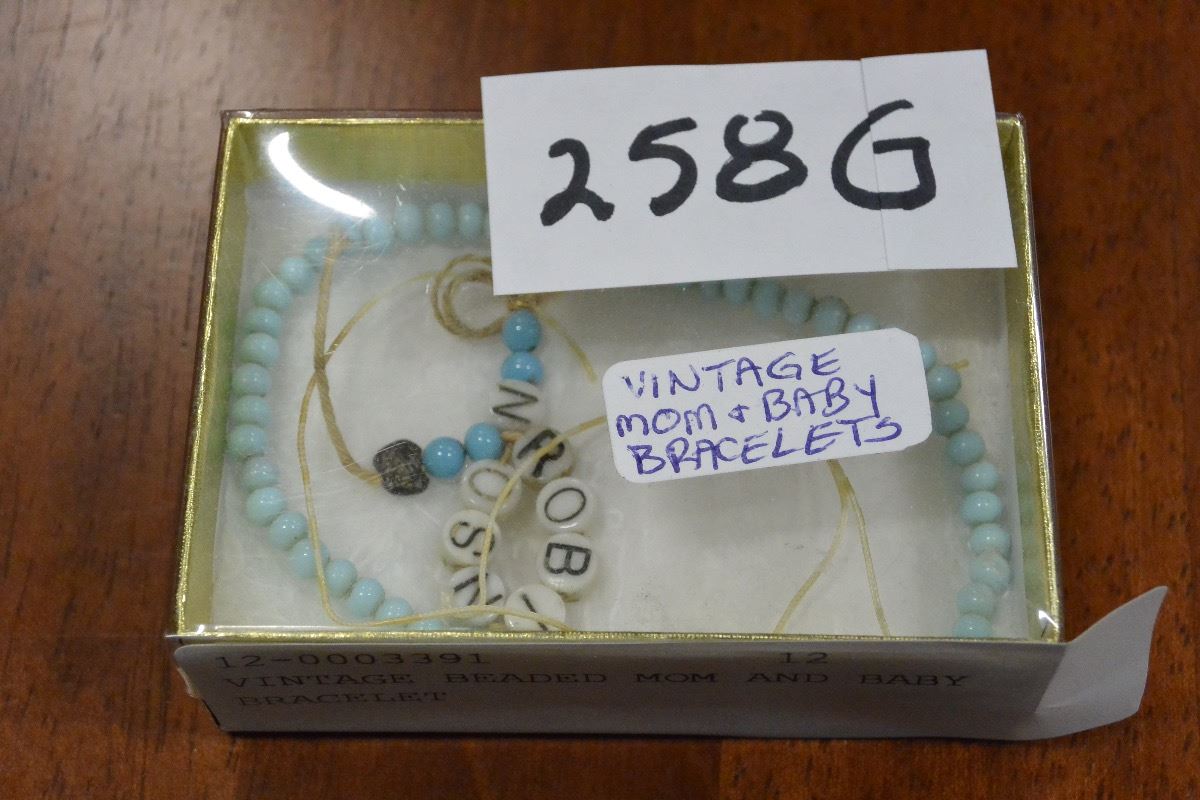 258G
VINTAGE
MOM & BABY
BRACELETS
N
R
O
B
O
S
N
12-0003391 12
VINTAGE BEADED MOM AND BABY
BRACELET